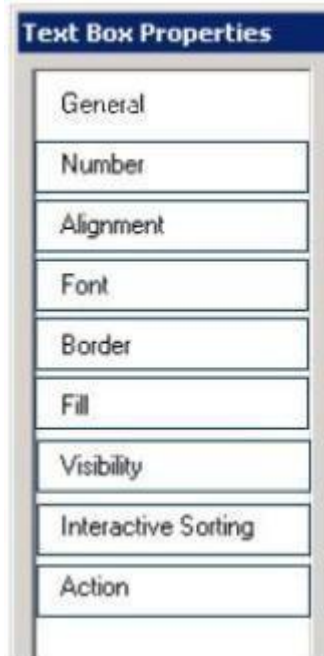 Text Box Properties
General
Number
Alignment
Font
Border
Fill
Visibility
Interactive Sorting
Action